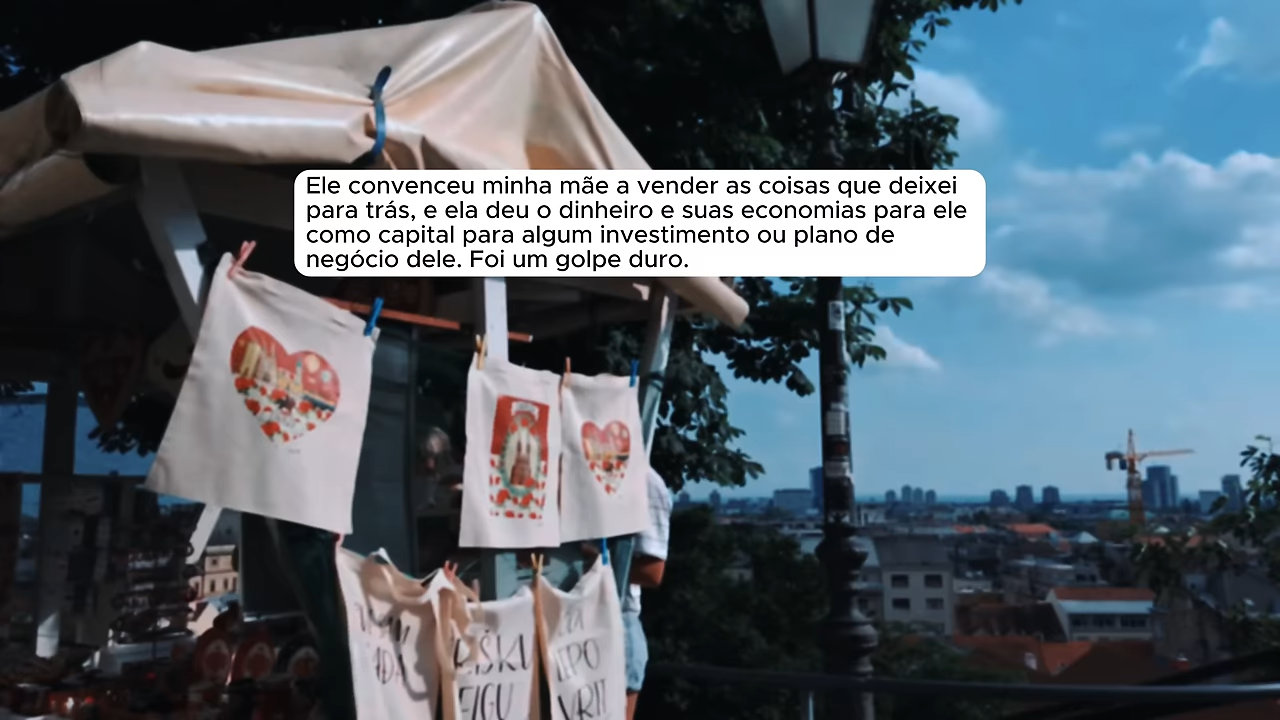 Ele convenceu minha mãe a vender as coisas que deixei
para trás, e ela deu o dinheiro e suas economias para ele
como capital para algum investimento ou plano de
negócio dele. Foi um golpe duro.